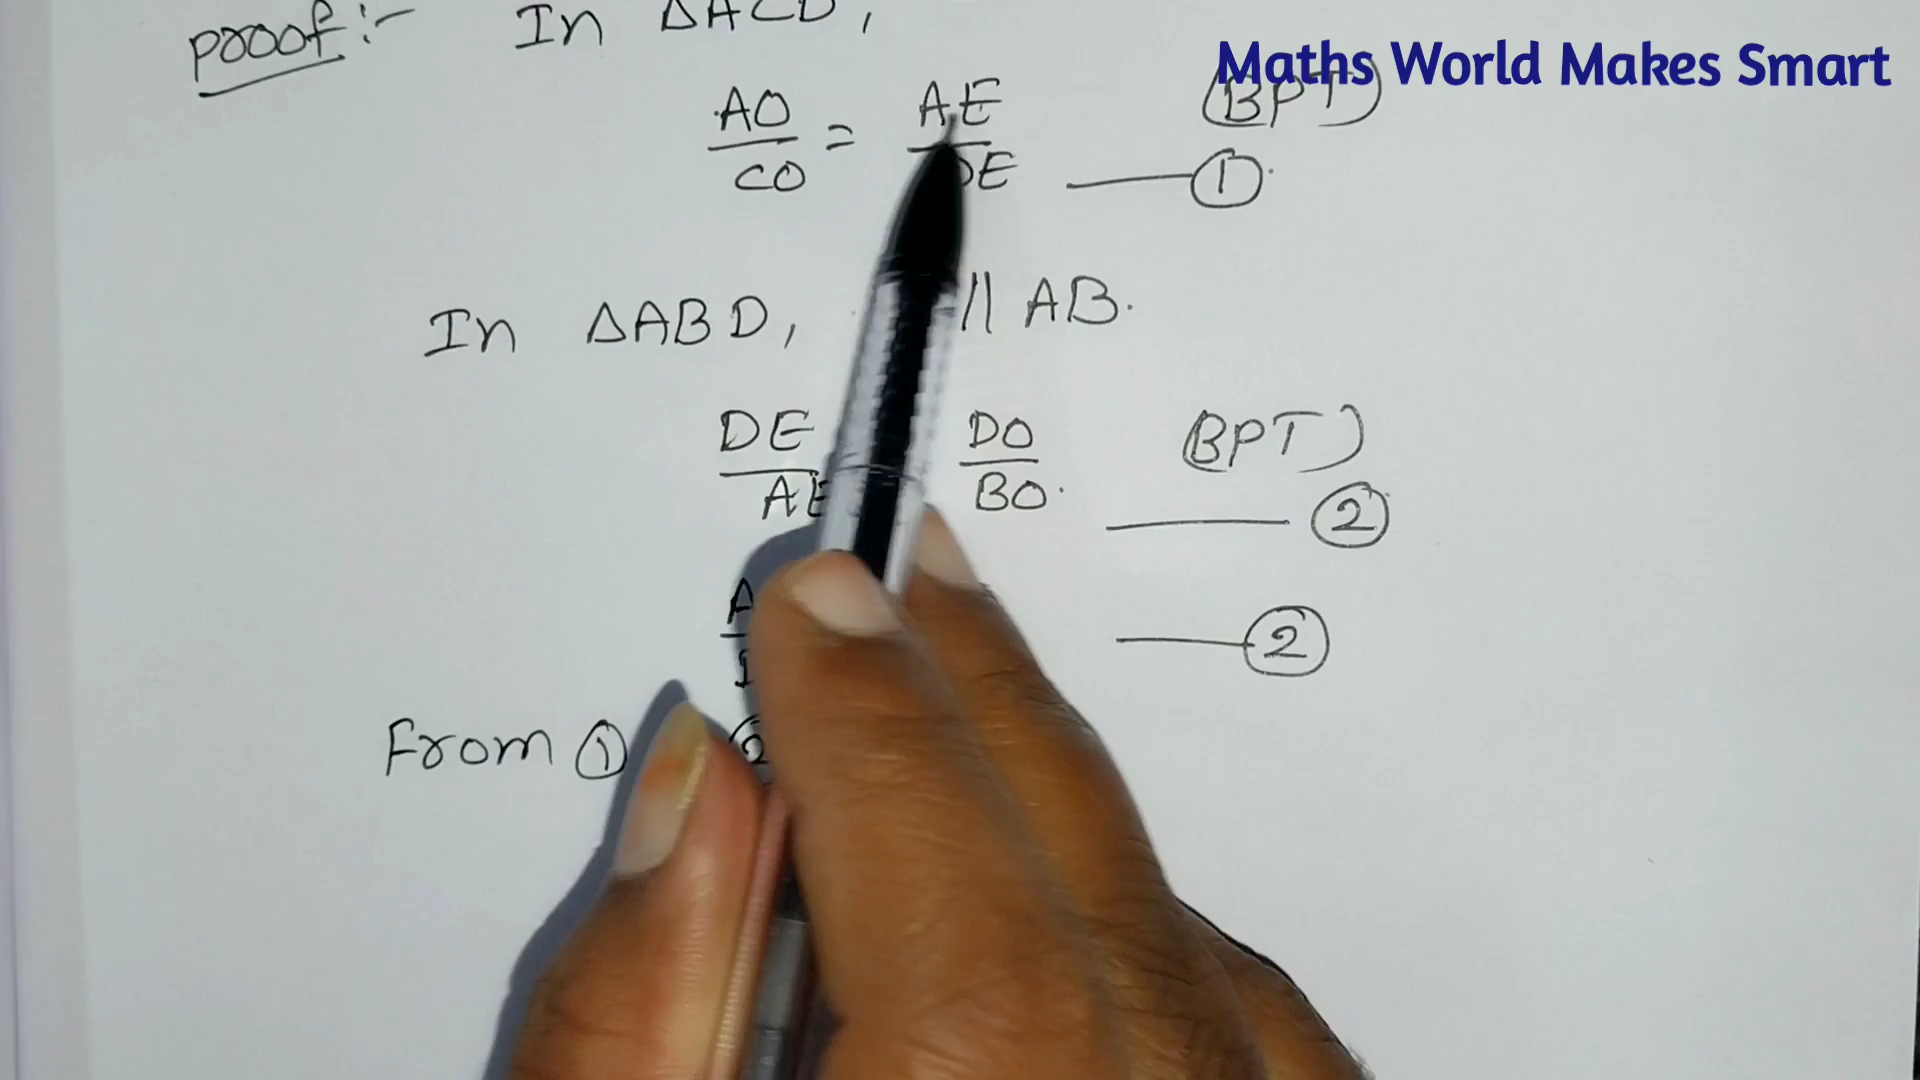 Proof :- In ΔACD,
Maths World Makes Smart
AO/CO = AE/DE (BPT)
—— ①
In ΔABD, || AB.
DE/AE DO/BO. (BPT)
—— ②
—— ②
From ① ②